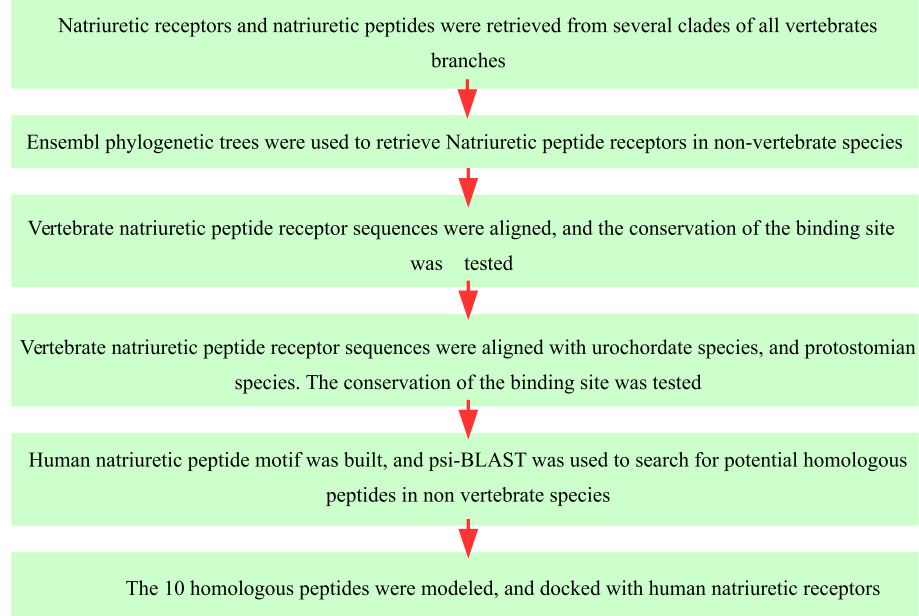 Natriuretic receptors and natriuretic peptides were retrieved from several clades of all vertebrates
branches
Ensembl phylogenetic trees were used to retrieve Natriuretic peptide receptors in non-vertebrate species
Vertebrate natriuretic peptide receptor sequences were aligned, and the conservation of the binding site
was tested
Vertebrate natriuretic peptide receptor sequences were aligned with urochordate species, and protostomian
species. The conservation of the binding site was tested
Human natriuretic peptide motif was built, and psi-BLAST was used to search for potential homologous
peptides in non vertebrate species
The 10 homologous peptides were modeled, and docked with human natriuretic receptors